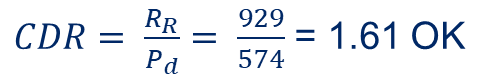 CDR = R_R / P_d = 929 / 574 = 1.61 OK